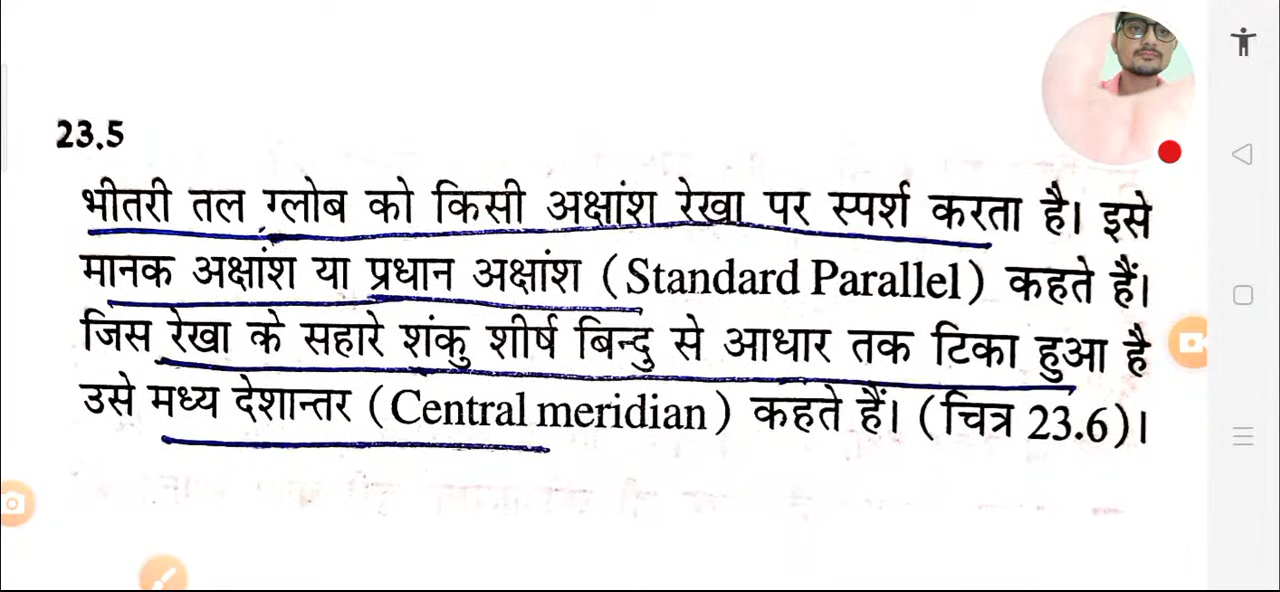 23.5
भीतरी तल ग्लोब को किसी अक्षांश रेखा पर स्पर्श करता है। इसे
मानक अक्षांश या प्रधान अक्षांश (Standard Parallel) कहते हैं।
जिस रेखा के सहारे शंकु शीर्ष बिन्दु से आधार तक टिका हुआ है
उसे मध्य देशान्तर (Central meridian) कहते हैं। (चित्र 23.6)।